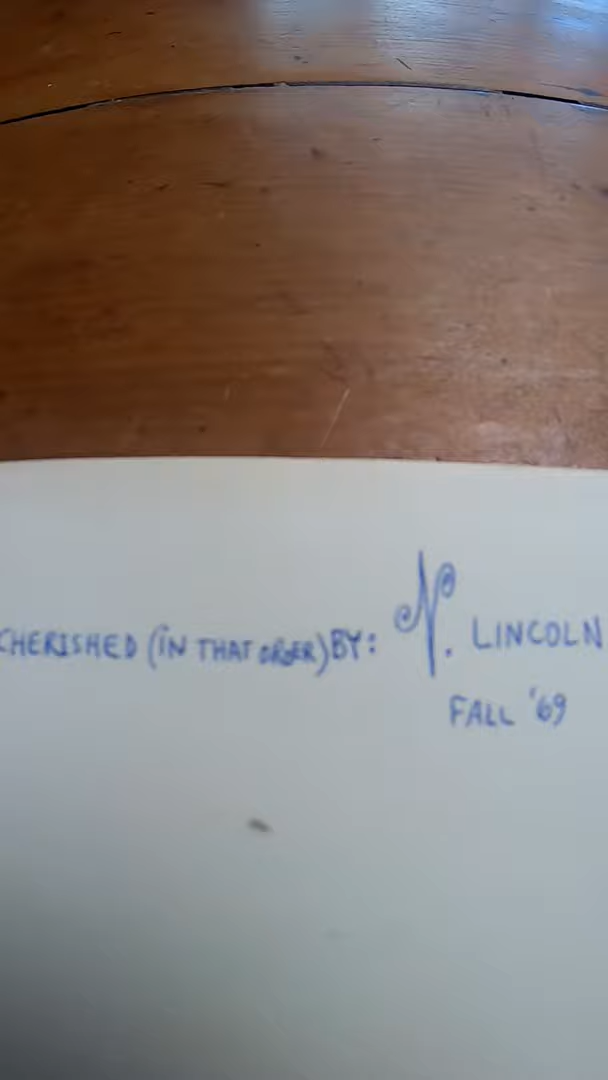 CHERISHED (IN THAT ORDER) BY: N. LINCOLN
FALL '69